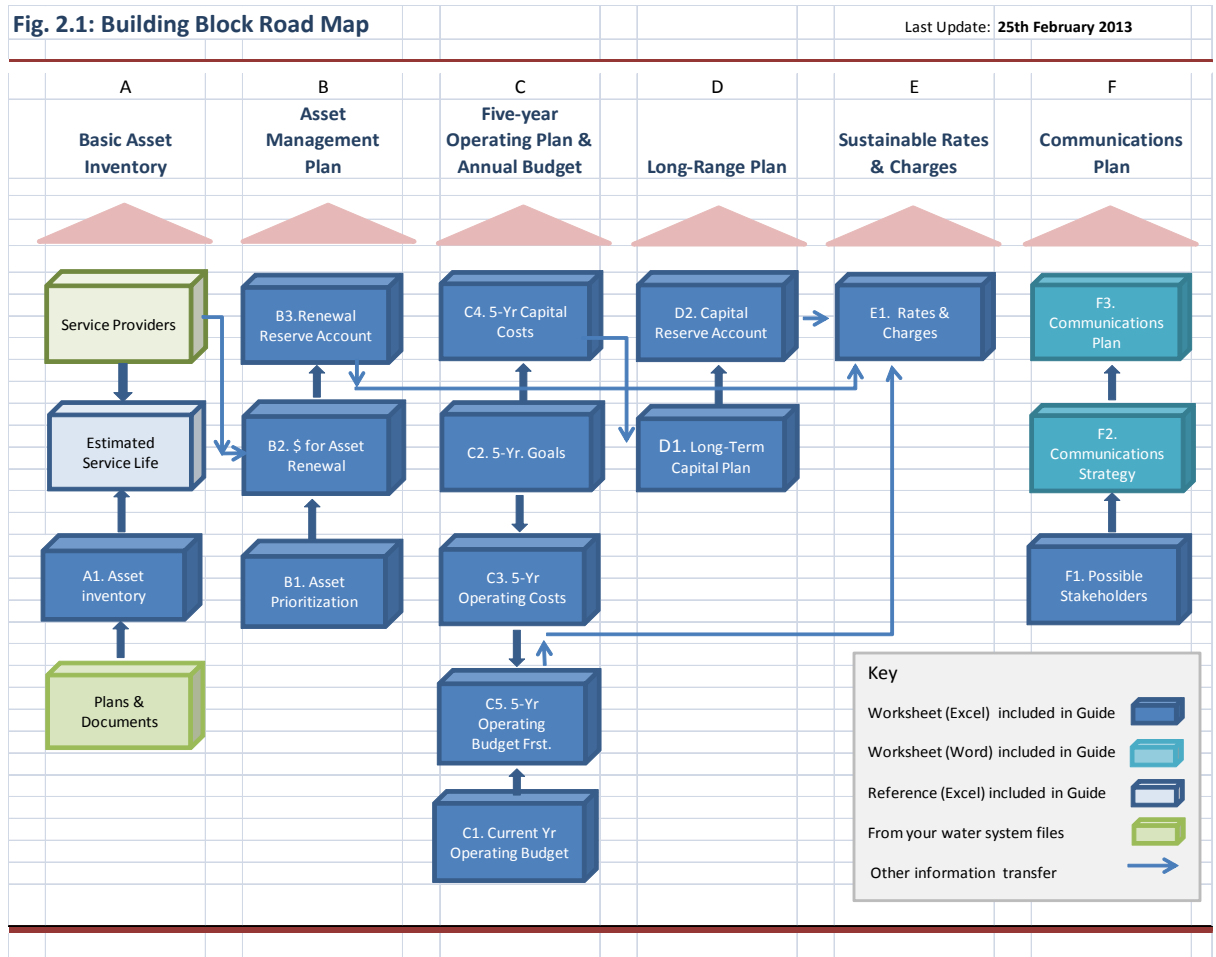 Fig. 2.1: Building Block Road Map
Last Update: 25th February 2013
A
Basic Asset
Inventory
B
Asset
Management
Plan
C
Five-year
Operating Plan &
Annual Budget
D
Long-Range Plan
E
Sustainable Rates
& Charges
F
Communications
Plan
Service Providers
Estimated
Service Life
A1. Asset
inventory
Plans &
Documents
B3.Renewal
Reserve Account
B2. $ for Asset
Renewal
B1. Asset
Prioritization
C4. 5-Yr Capital
Costs
C2. 5-Yr. Goals
C3. 5-Yr
Operating Costs
C5. 5-Yr
Operating
Budget Frst.
C1. Current Yr
Operating Budget
D2. Capital
Reserve Account
D1. Long-Term
Capital Plan
E1. Rates &
Charges
F3.
Communications
Plan
F2.
Communications
Strategy
F1. Possible
Stakeholders
Key
Worksheet (Excel) included in Guide
Worksheet (Word) included in Guide
Reference (Excel) included in Guide
From your water system files
Other information transfer